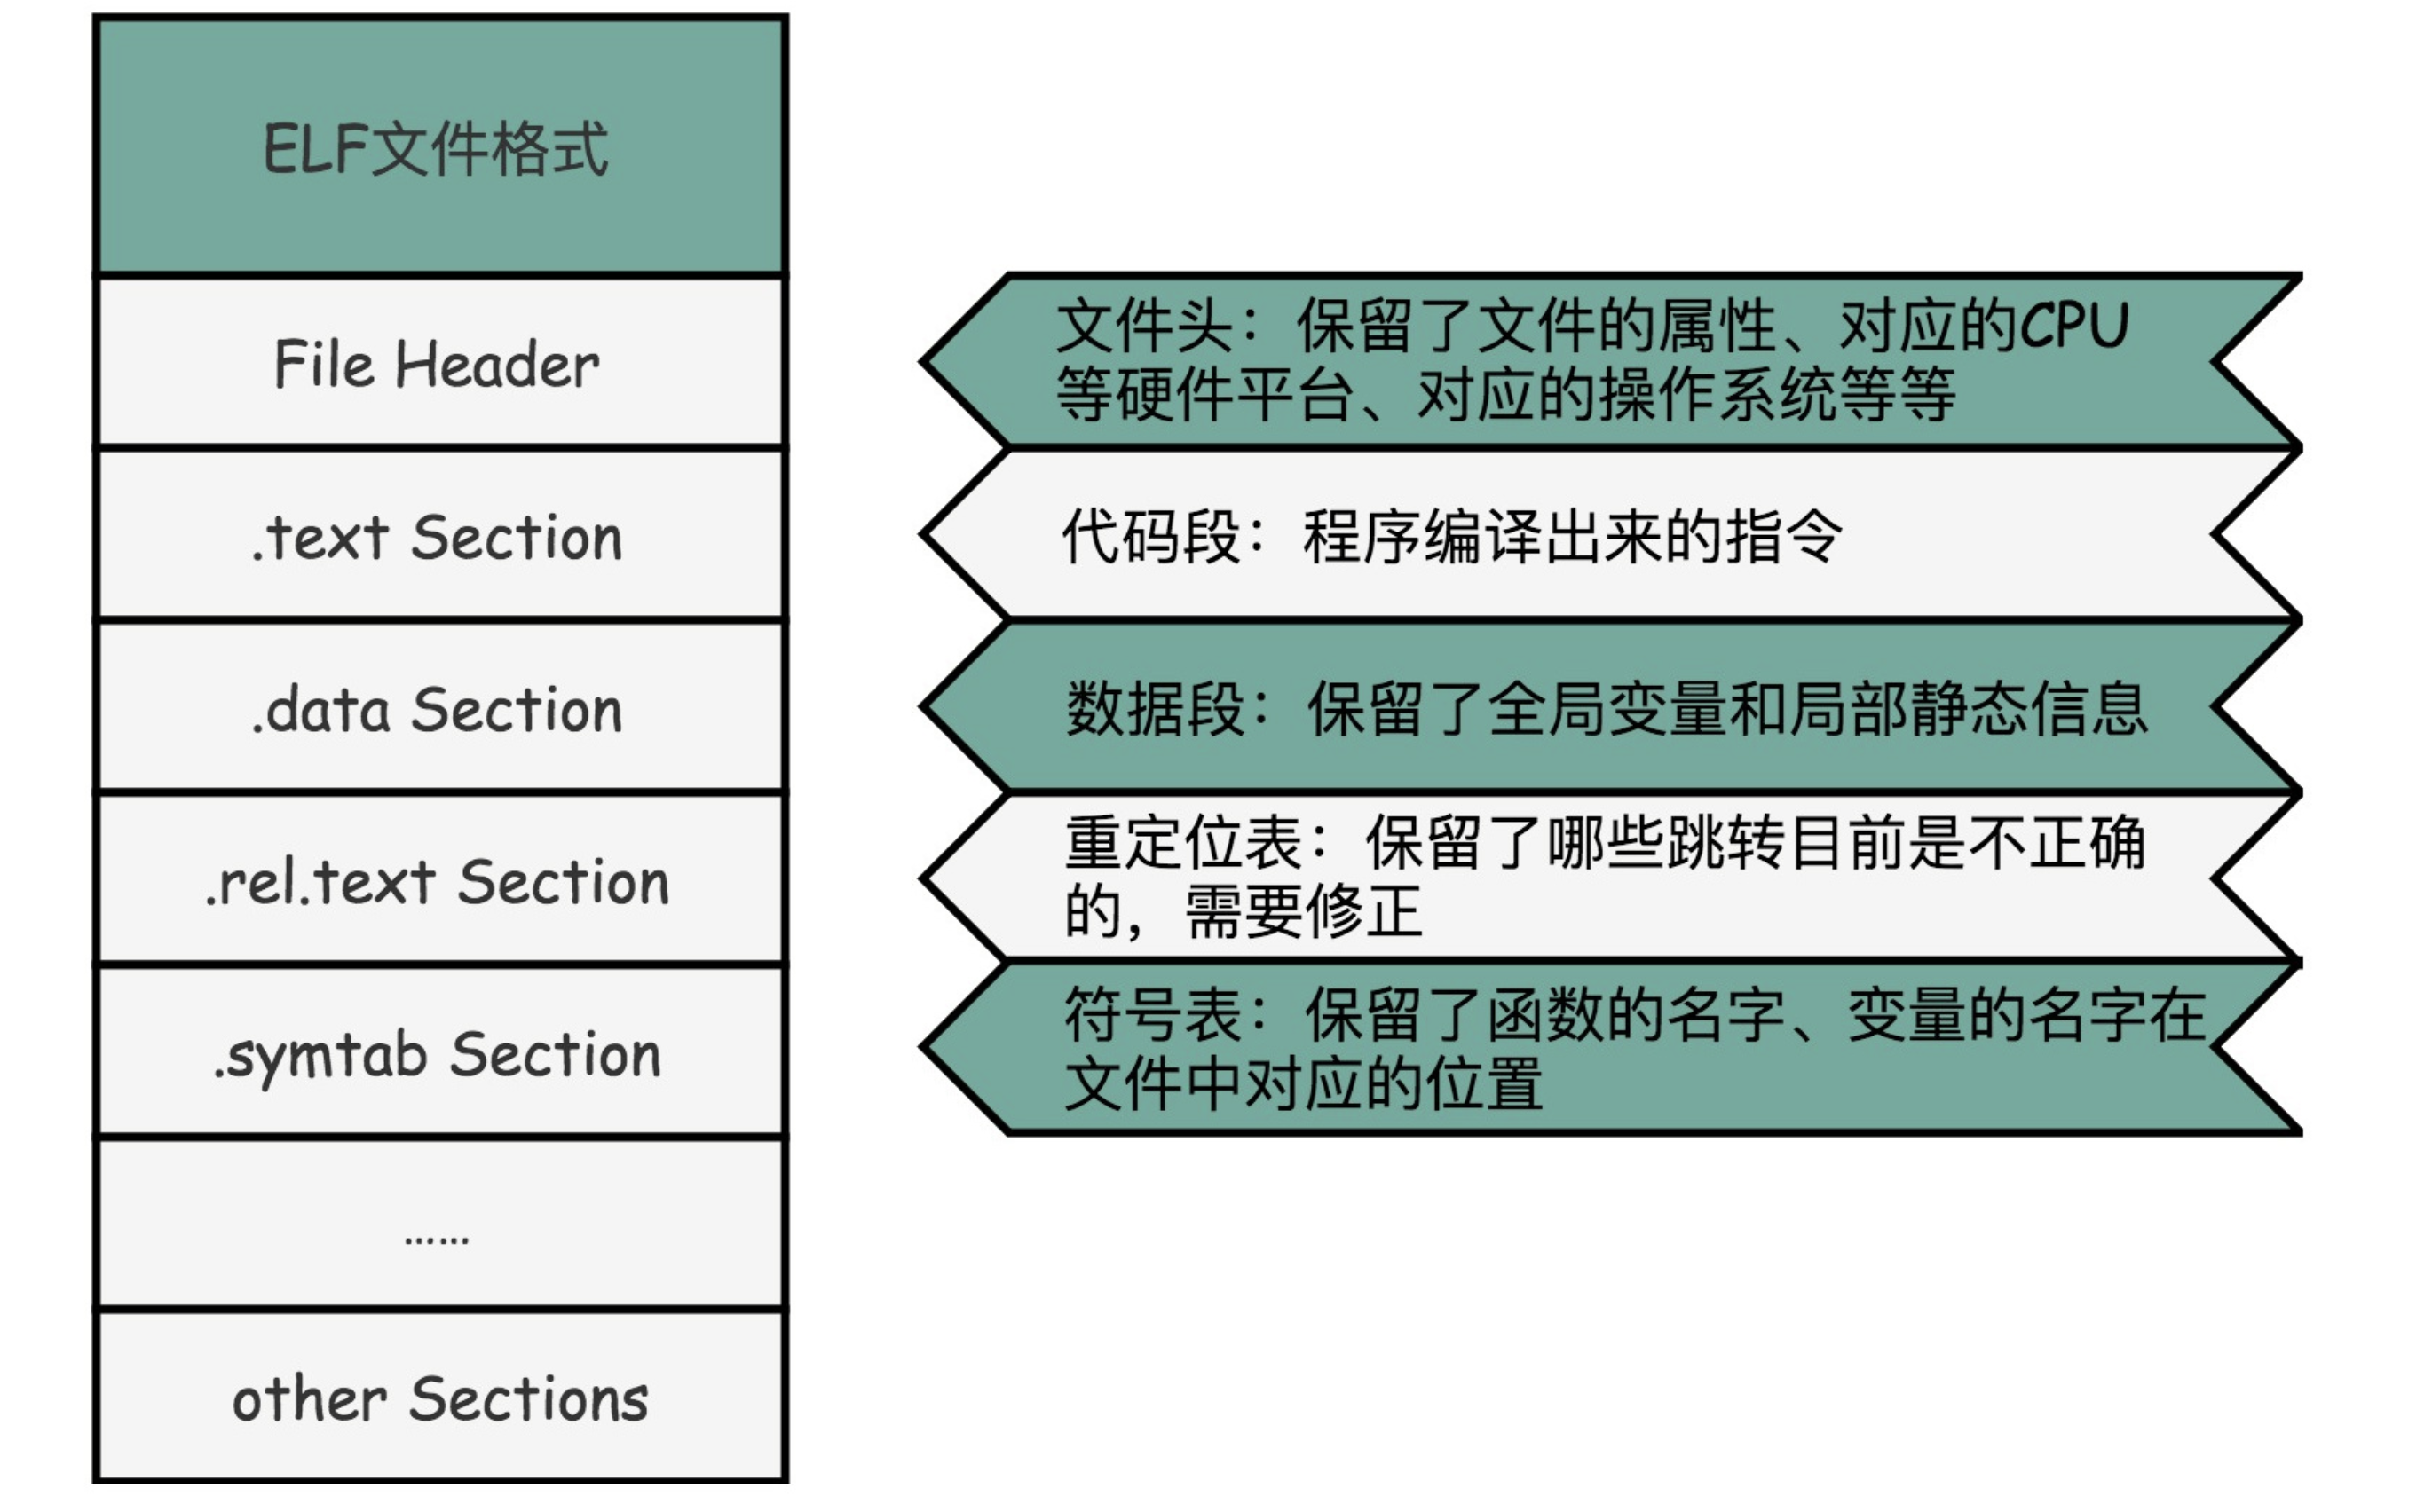 ELF文件格式
File Header
文件头：保留了文件的属性、对应的CPU
等硬件平台、对应的操作系统等等
.text Section
代码段：程序编译出来的指令
.data Section
数据段：保留了全局变量和局部静态信息
.rel.text Section
重定位表：保留了哪些跳转目前是不正确
的，需要修正
.symtab Section
符号表：保留了函数的名字、变量的名字在
文件中对应的位置
……
other Sections